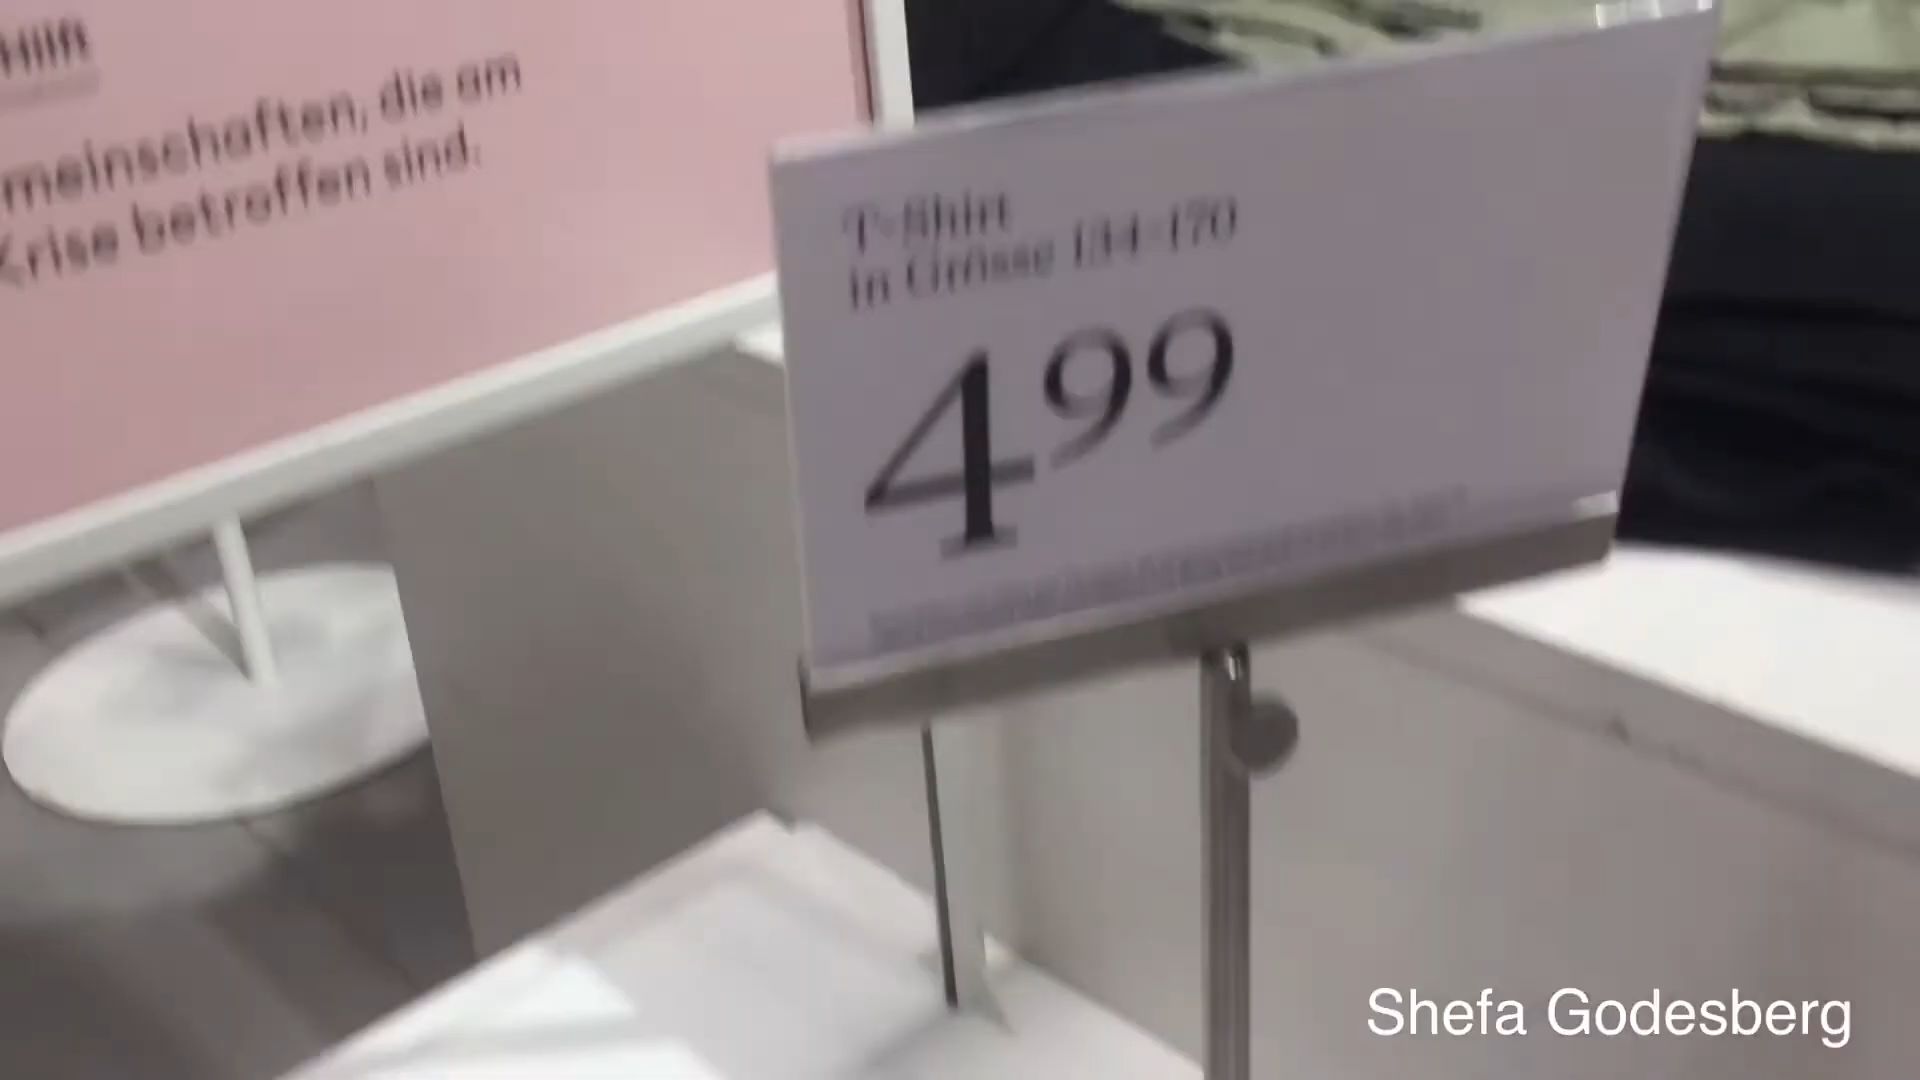 Hilft
meinschaften, die am
Krise betroffen sind.
T-Shirt
in Grösse 134-170
4 99
Shefa Godesberg